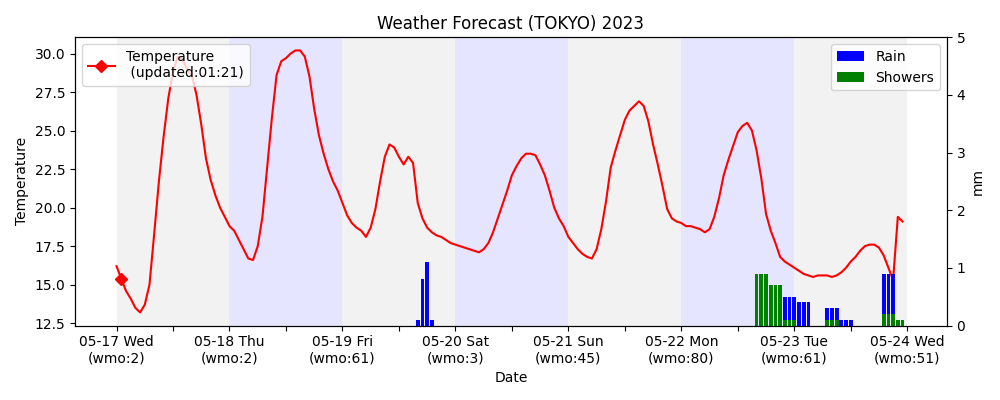 Weather Forecast (TOKYO) 2023
Temperature
(updated:01:21)
Rain
Showers
30.0
27.5
25.0
22.5
20.0
17.5
15.0
12.5
Temperature
5
4
3
2
1
0
mm
05-17 Wed
(wmo:2)
05-18 Thu
(wmo:2)
05-19 Fri
(wmo:61)
05-20 Sat
(wmo:3)
05-21 Sun
(wmo:45)
05-22 Mon
(wmo:80)
05-23 Tue
(wmo:61)
05-24 Wed
(wmo:51)
Date